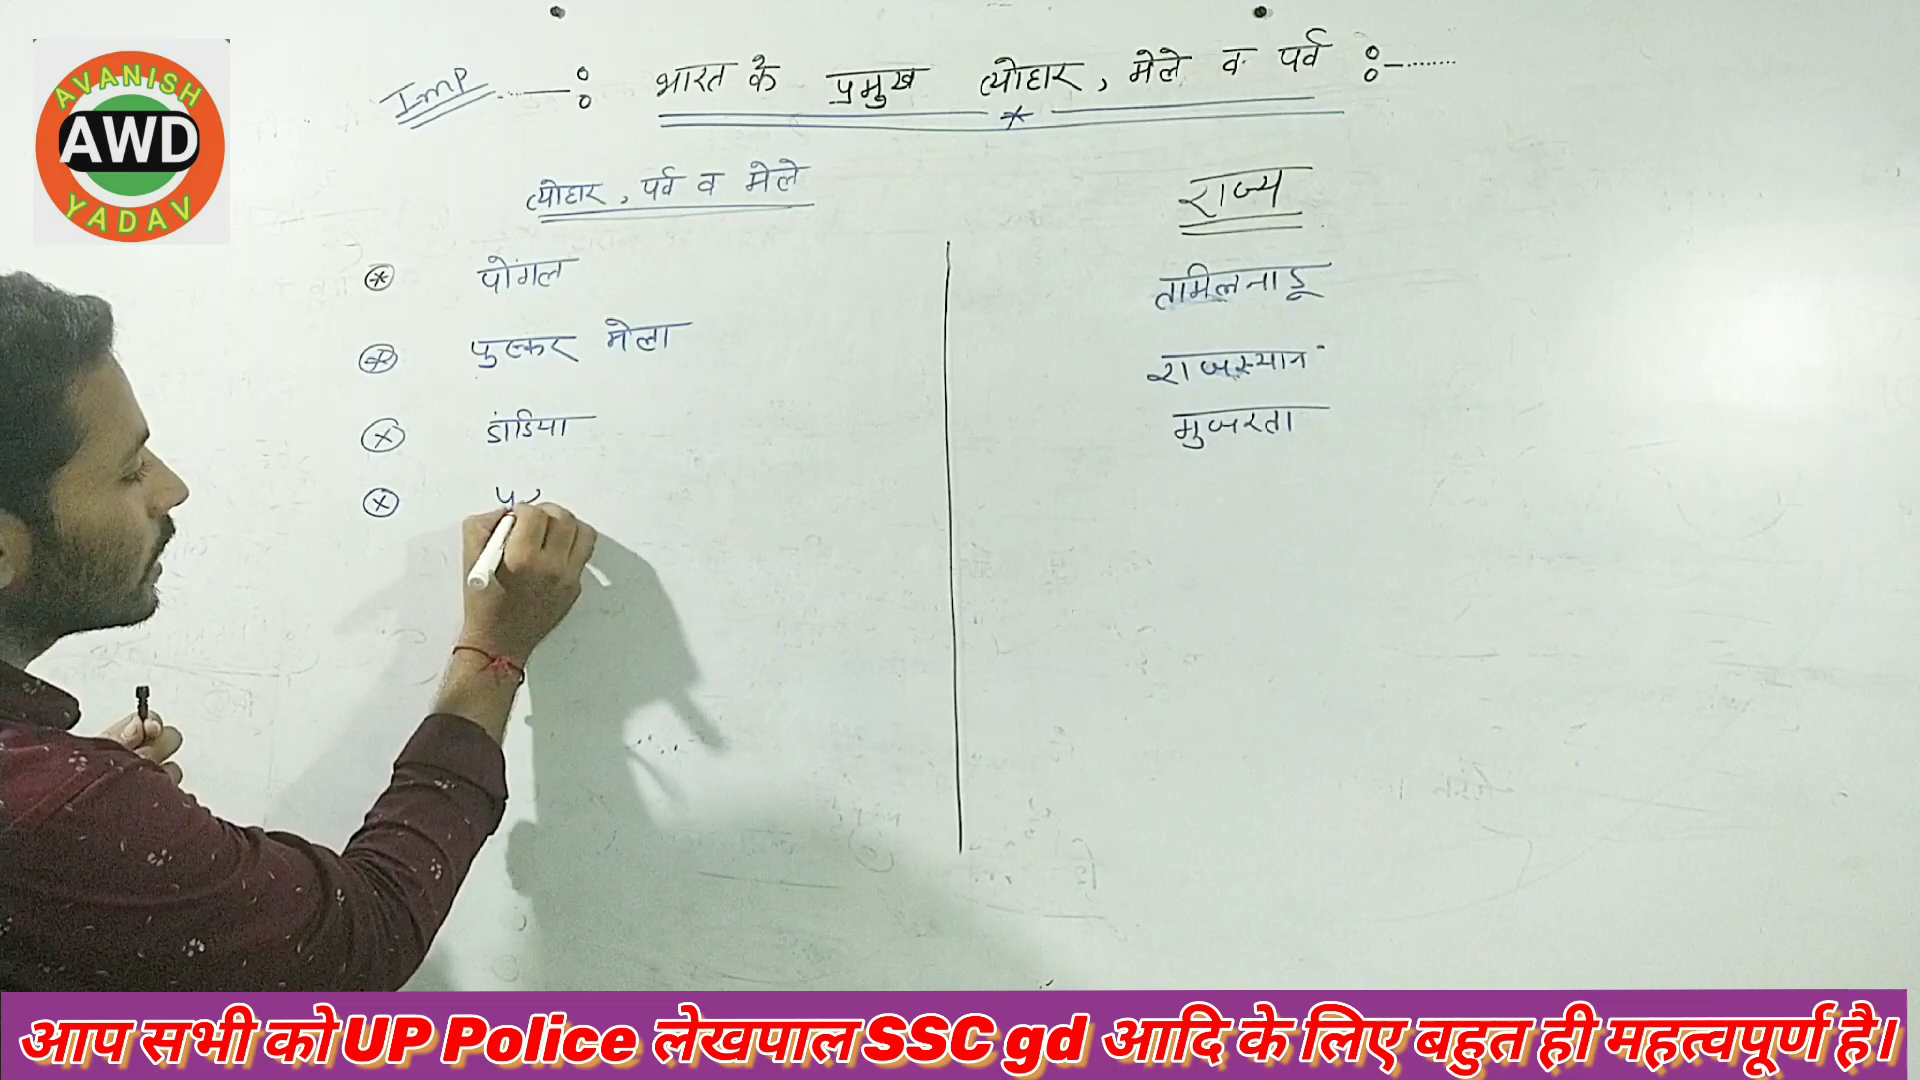 AVANISH
AWD
YADAV
Imp
भारत के प्रमुख त्योहार, मेले व पर्व
त्योहार, पर्व व मेले
राज्य
पोंगल
तामिलनाडू
पुष्कर मेला
राजस्थान
डांडिया
गुजरता
आप सभी को UP Police लेखपाल SSC gd आदि के लिए बहुत ही महत्वपूर्ण है।